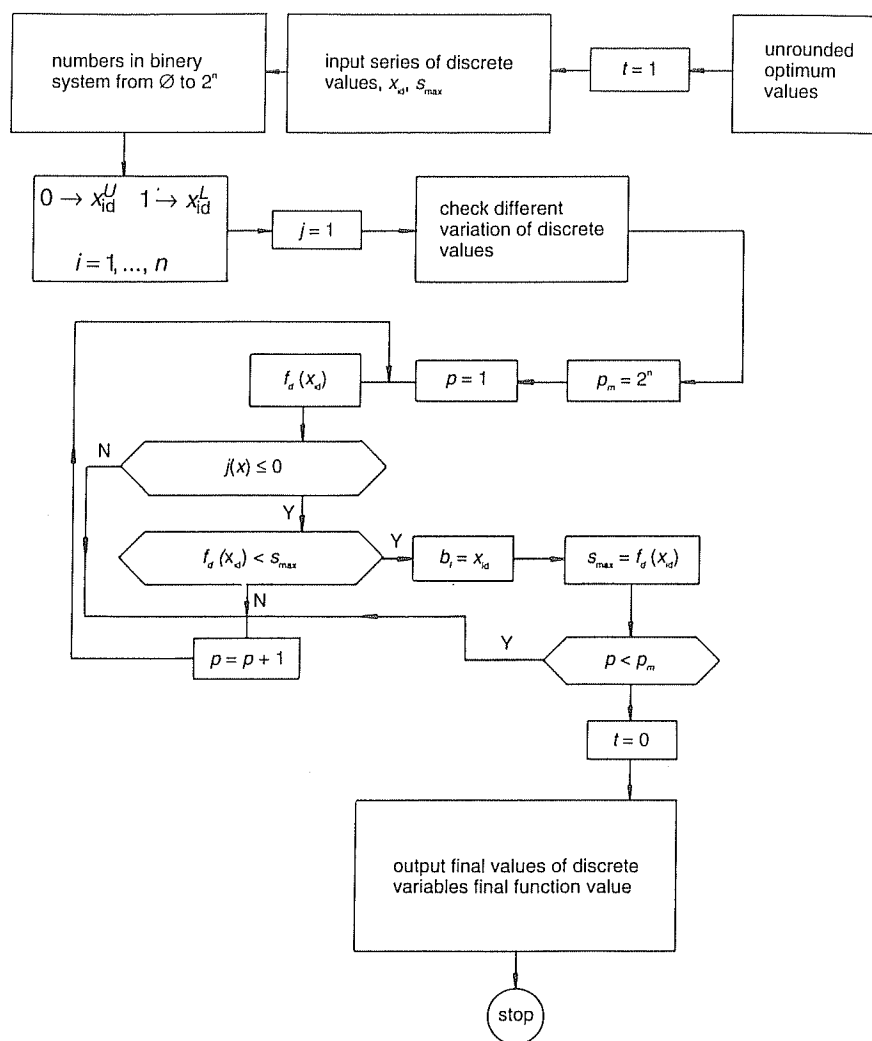 unrounded
optimum
values
t = 1
input series of discrete
values, x_id, s_max
numbers in binery
system from Ø to 2^n
0 → x_id^U 1 → x_id^L
i = 1, ..., n
j = 1
check different
variation of discrete
values
p_m = 2^n
p = 1
f_d (x_id)
j(x) ≤ 0
N
Y
f_d (x_id) < s_max
Y
b_i = x_id
s_max = f_d (x_id)
N
p = p + 1
p < p_m
Y
t = 0
output final values of discrete
variables final function value
stop